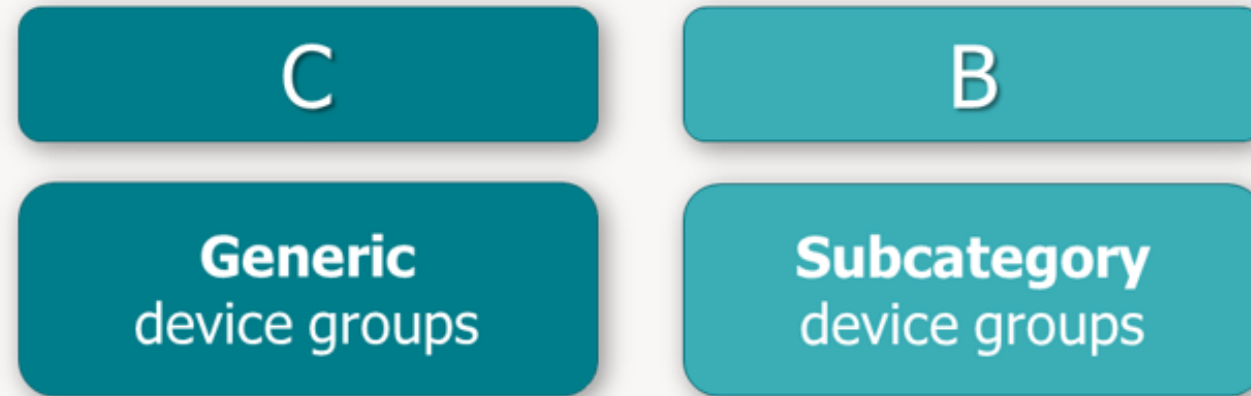 C
B
Generic
device groups
Subcategory
device groups